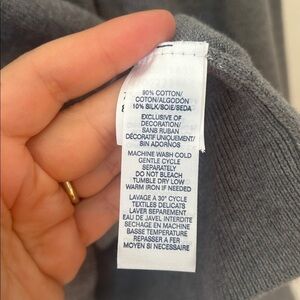 90% COTTON/
COTON/ALGODÓN
10% SILK/SOIE/SEDA
EXCLUSIVE OF
DECORATION/
SANS RUBAN
DÉCORATIF UNIQUEMENT/
SIN ADORNOS
MACHINE WASH COLD
GENTLE CYCLE
SEPARATELY
DO NOT BLEACH
TUMBLE DRY LOW
WARM IRON IF NEEDED
LAVAGE A 30° CYCLE
TEXTILES DELICATS
LAVER SEPAREMENT
EAU DE JAVEL INTERDITE
SECHAGE EN MACHINE
BASSE TEMPERATURE
REPASSER A FER
MOYEN SI NECESSAIRE